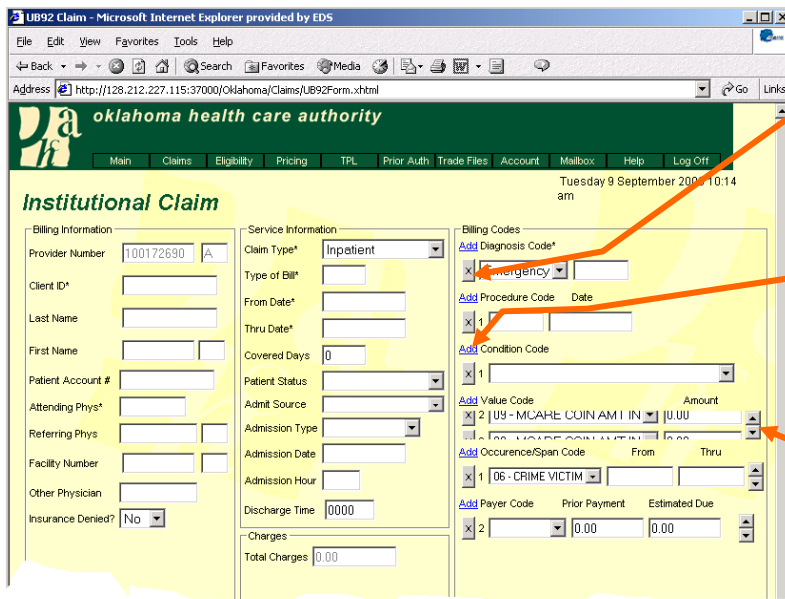 UB92 Claim - Microsoft Internet Explorer provided by EDS
File Edit View Favorites Tools Help
Back Search Favorites Media
Address http://128.212.227.115:37000/Oklahoma/Claims/UB92Form.xhtml Go Links
oklahoma health care authority
Main Claims Eligibility Pricing TPL Prior Auth Trade Files Account Mailbox Help Log Off
Tuesday 9 September 10:14
am
Institutional Claim
Billing Information
Provider Number 100172690 A
Client ID*
Last Name
First Name
Patient Account #
Attending Phys*
Referring Phys
Facility Number
Other Physician
Insurance Denied? No
Service Information
Claim Type* Inpatient
Type of Bill*
From Date*
Thru Date*
Covered Days 0
Patient Status
Admit Source
Admission Type
Admission Date
Admission Hour
Discharge Time 0000
Charges
Total Charges 0.00
Billing Codes
Add Diagnosis Code*
X Emergency
Add Procedure Code Date
X 1
Add Condition Code
X 1
Add Value Code Amount
X 2 09 - MCARE COIN AMT IN 0.00
Add Occurence/Span Code From Thru
X 1 06 - CRIME VICTIM
Add Payer Code Prior Payment Estimated Due
X 2 0.00 0.00